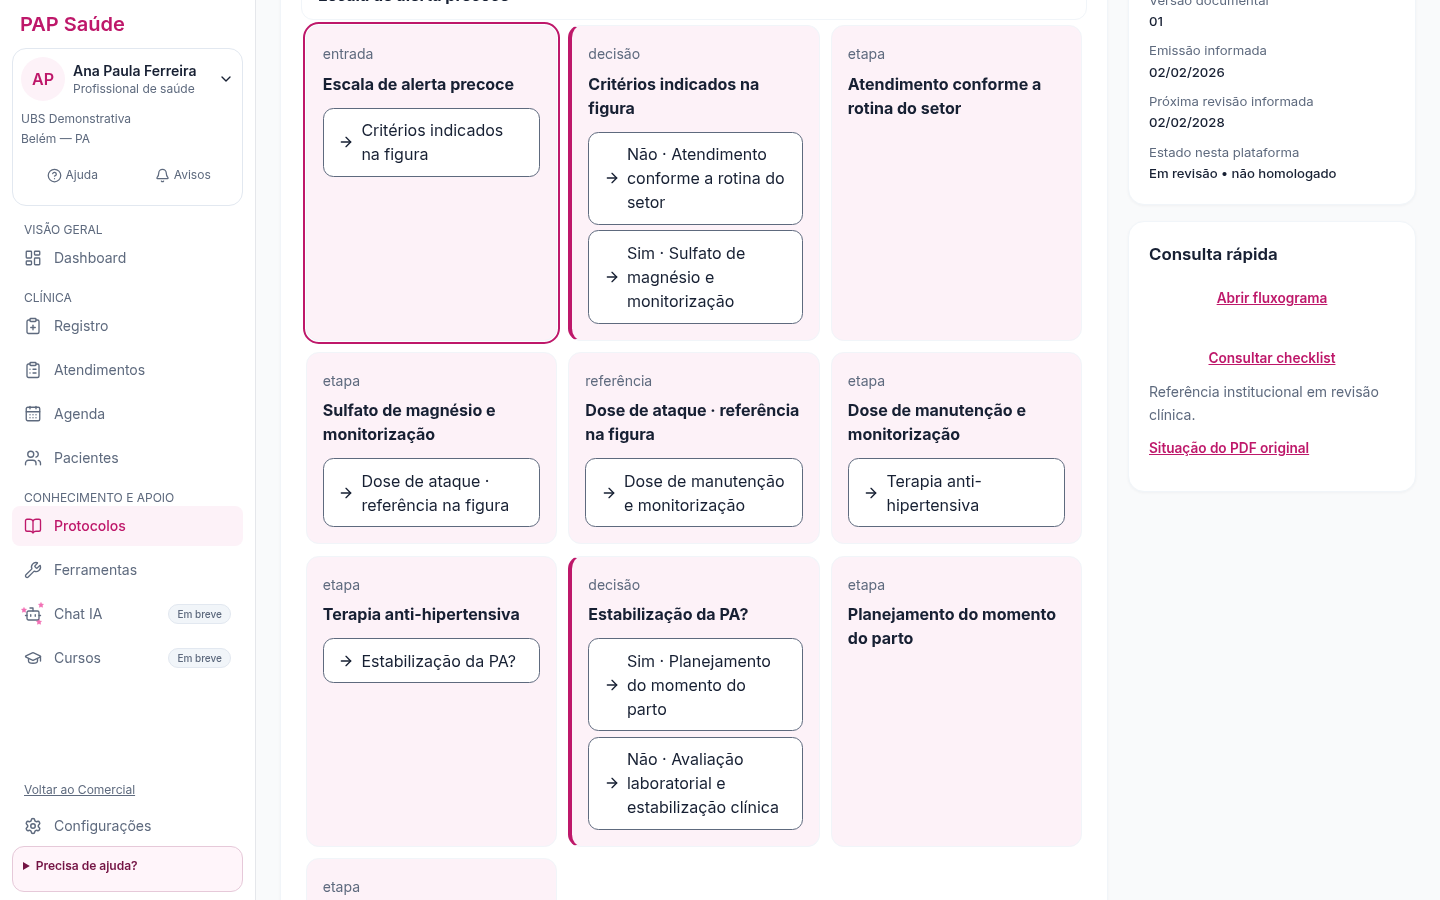 PAP Saúde
AP
Ana Paula Ferreira
Profissional de saúde
UBS Demonstrativa
Belém — PA
Ajuda
Avisos
VISÃO GERAL
Dashboard
CLÍNICA
Registro
Atendimentos
Agenda
Pacientes
CONHECIMENTO E APOIO
Protocolos
Ferramentas
Chat IA
Em breve
Cursos
Em breve
Voltar ao Comercial
Configurações
Precisa de ajuda?
Escala de alerta precoce
entrada
Escala de alerta precoce
→ Critérios indicados
na figura
decisão
Critérios indicados na
figura
Não · Atendimento
→ conforme a rotina do
setor
Sim · Sulfato de
→ magnésio e
monitorização
etapa
Atendimento conforme a
rotina do setor
etapa
Sulfato de magnésio e
monitorização
→ Dose de ataque ·
referência na figura
referência
Dose de ataque · referência
na figura
→ Dose de manutenção
e monitorização
etapa
Dose de manutenção e
monitorização
→ Terapia anti-
hipertensiva
etapa
Terapia anti-hipertensiva
→ Estabilização da PA?
decisão
Estabilização da PA?
Sim · Planejamento
→ do momento do
parto
Não · Avaliação
→ laboratorial e
estabilização clínica
etapa
Planejamento do momento
do parto
etapa
Versão documental
01
Emissão informada
02/02/2026
Próxima revisão informada
02/02/2028
Estado nesta plataforma
Em revisão • não homologado
Consulta rápida
Abrir fluxograma
Consultar checklist
Referência institucional em revisão
clínica.
Situação do PDF original